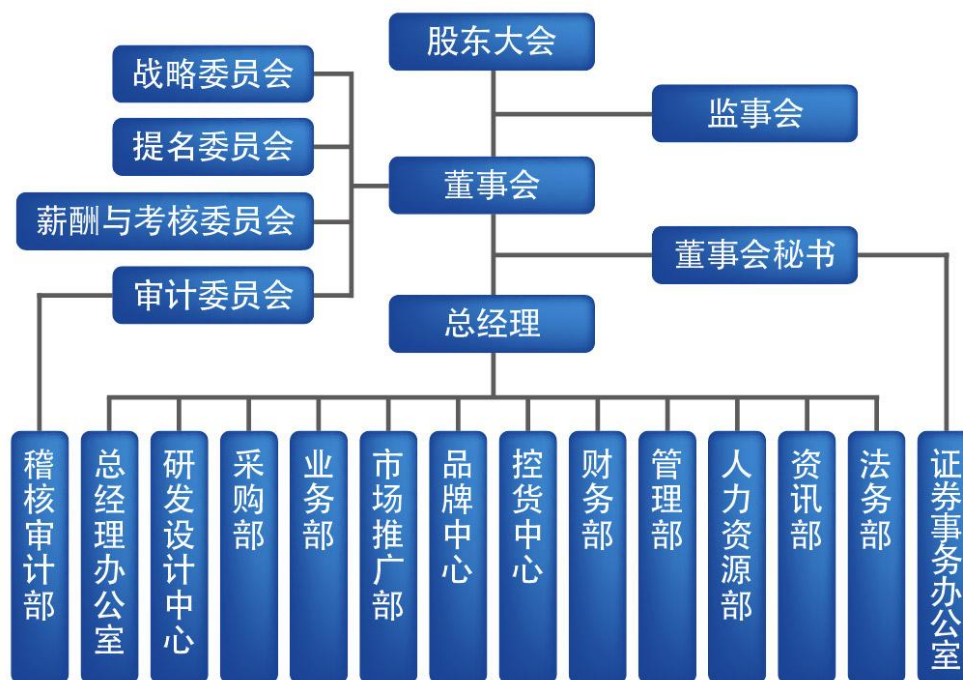 股东大会
战略委员会
监事会
提名委员会
董事会
薪酬与考核委员会
董事会秘书
审计委员会
总经理
稽核审计部
总经理办公室
研发设计中心
采购部
业务部
市场推广部
品牌中心
控货中心
财务部
管理部
人力资源部
资讯部
法务部
证券事务办公室